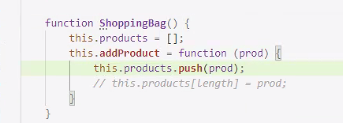 function ShoppingBag() {
    this.products = [];
    this.addProduct = function (prod) {
        this.products.push(prod);
        // this.products[length] = prod;
    }
}